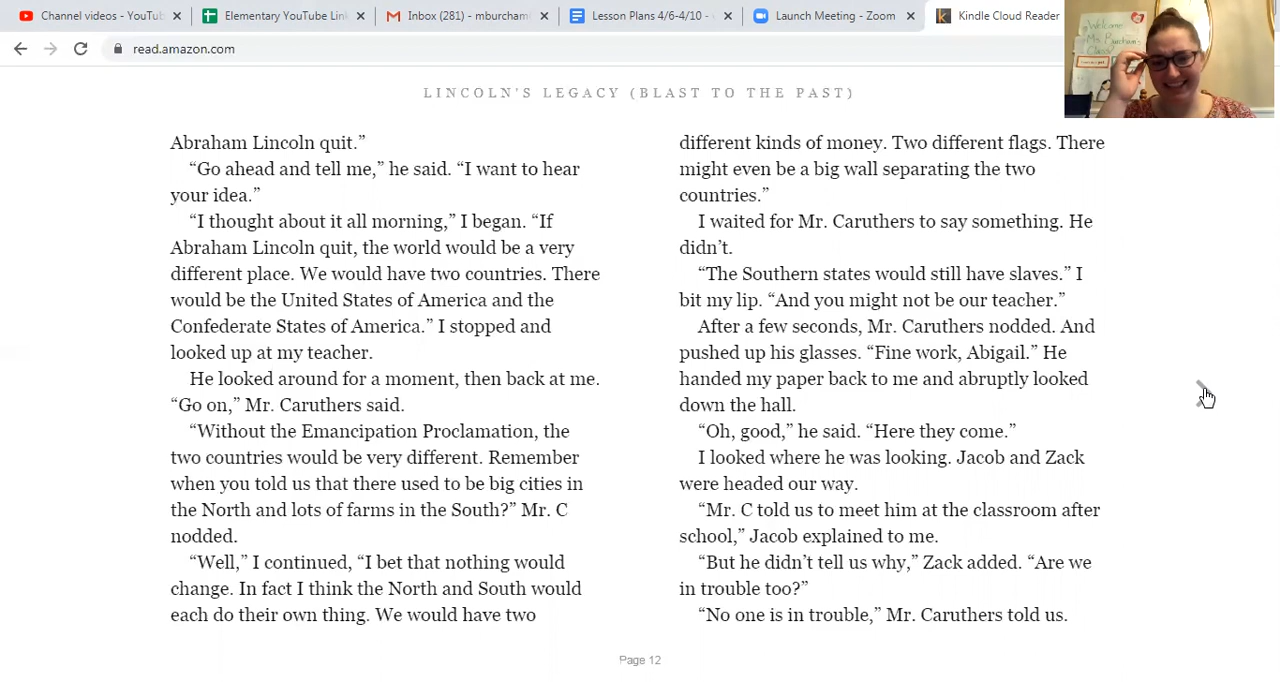 Channel videos - YouTu
Elementary YouTube Lin
Inbox (281) - mburcham
Lesson Plans 4/6-4/10 -
Launch Meeting - Zoom
Kindle Cloud Reader
read.amazon.com
Welcome
LINCOLN'S LEGACY (BLAST TO THE PAST)
Abraham Lincoln quit.”
“Go ahead and tell me,” he said. “I want to hear
your idea.”
“I thought about it all morning,” I began. “If
Abraham Lincoln quit, the world would be a very
different place. We would have two countries. There
would be the United States of America and the
Confederate States of America.” I stopped and
looked up at my teacher.
He looked around for a moment, then back at me.
“Go on,” Mr. Caruthers said.
“Without the Emancipation Proclamation, the
two countries would be very different. Remember
when you told us that there used to be big cities in
the North and lots of farms in the South?” Mr. C
nodded.
“Well,” I continued, “I bet that nothing would
change. In fact I think the North and South would
each do their own thing. We would have two
different kinds of money. Two different flags. There
might even be a big wall separating the two
countries.”
I waited for Mr. Caruthers to say something. He
didn’t.
“The Southern states would still have slaves.” I
bit my lip. “And you might not be our teacher.”
After a few seconds, Mr. Caruthers nodded. And
pushed up his glasses. “Fine work, Abigail.” He
handed my paper back to me and abruptly looked
down the hall.
“Oh, good,” he said. “Here they come.”
I looked where he was looking. Jacob and Zack
were headed our way.
“Mr. C told us to meet him at the classroom after
school,” Jacob explained to me.
“But he didn’t tell us why,” Zack added. “Are we
in trouble too?”
“No one is in trouble,” Mr. Caruthers told us.
Page 12